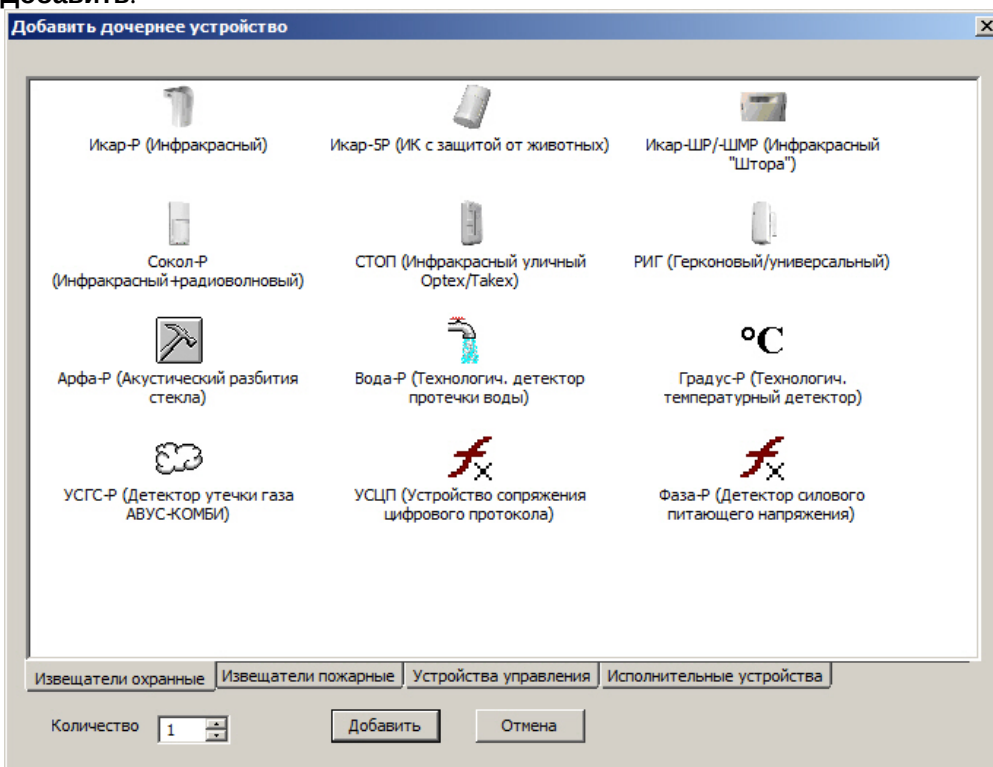 Добавить.
Добавить дочернее устройство
Икар-Р (Инфракрасный)
Икар-5Р (ИК с защитой от животных)
Икар-ШР/-ШМР (Инфракрасный
"Штора")
Сокол-Р
(Инфракрасный+радиоволновый)
СТОП (Инфракрасный уличный
Optex/Takex)
РИГ (Герконовый/универсальный)
°C
Арфа-Р (Акустический разбития
стекла)
Вода-Р (Технологич. детектор
протечки воды)
Градус-Р (Технологич.
температурный детектор)
fx
fx
УСГС-Р (Детектор утечки газа
АВУС-КОМБИ)
УСЦП (Устройство сопряжения
цифрового протокола)
Фаза-Р (Детектор силового
питающего напряжения)
Извещатели охранные
Извещатели пожарные
Устройства управления
Исполнительные устройства
Количество
1
Добавить
Отмена